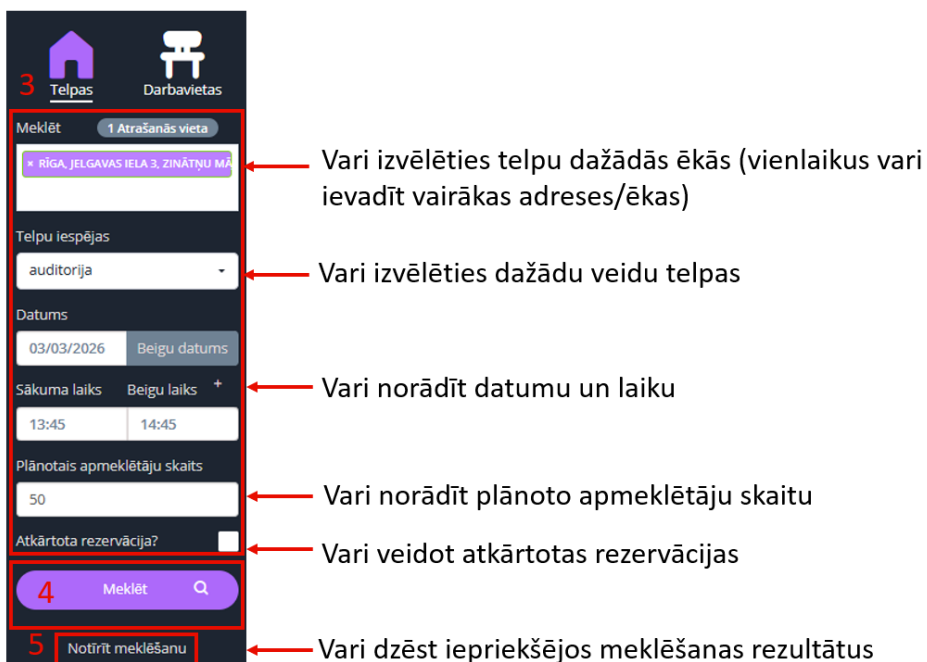 3 Telpas Darbavietas
Meklēt 1 Atrašanās vieta
× RĪGA, JELGAVAS IELA 3, ZINĀTŅU MĀ
Vari izvēlēties telpu dažādās ēkās (vienlaikus vari
ievadīt vairākas adreses/ēkas)
Telpu iespējas
auditorija
Vari izvēlēties dažādu veidu telpas
Datums
03/03/2026 Beigu datums
Sākuma laiks Beigu laiks +
Vari norādīt datumu un laiku
13:45 14:45
Plānotais apmeklētāju skaits
50
Vari norādīt plānoto apmeklētāju skaitu
Atkārtota rezervācija?
Vari veidot atkārtotas rezervācijas
4 Meklēt
5 Notīrīt meklēšanu
Vari dzēst iepriekšējos meklēšanas rezultātus